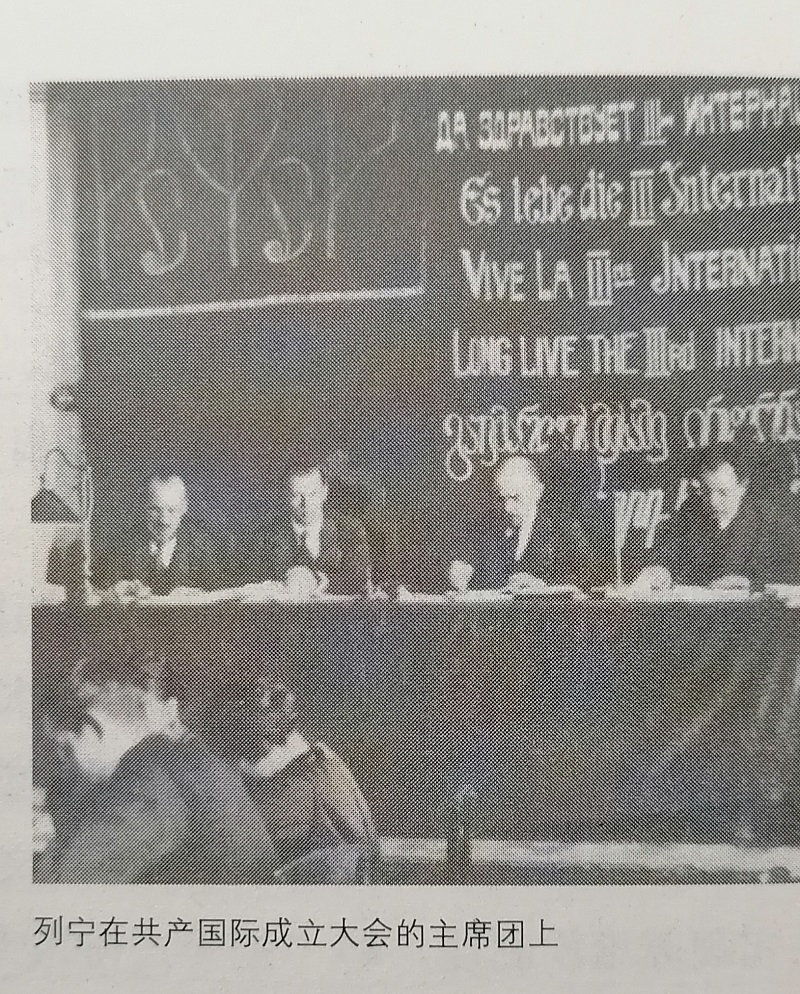 ДА ЗДРАВСТВУЕТ III- ИНТЕРНА
Es lebe die III Internati
VIVE LA III INTERNATI
LONG LIVE THE IIIRD INTERN
列宁在共产国际成立大会的主席团上